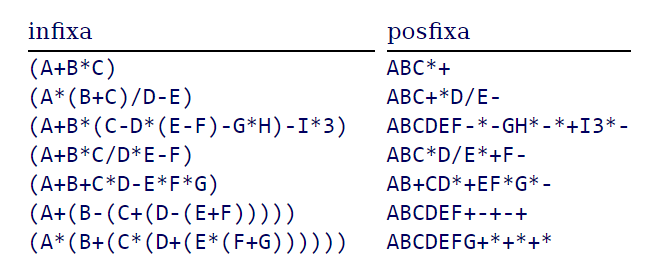 infixa posfixa
(A+B*C) ABC*+
(A*(B+C)/D-E) ABC+*D/E-
(A+B*(C-D*(E-F)-G*H)-I*3) ABCDEF-*-GH*-*+I3*-
(A+B*C/D*E-F) ABC*D/E*+F-
(A+B+C*D-E*F*G) AB+CD*+EF*G*-
(A+(B-(C+(D-(E+F))))) ABCDEF+-+-+
(A*(B+(C*(D+(E*(F+G)))))) ABCDEFG+*+*+*